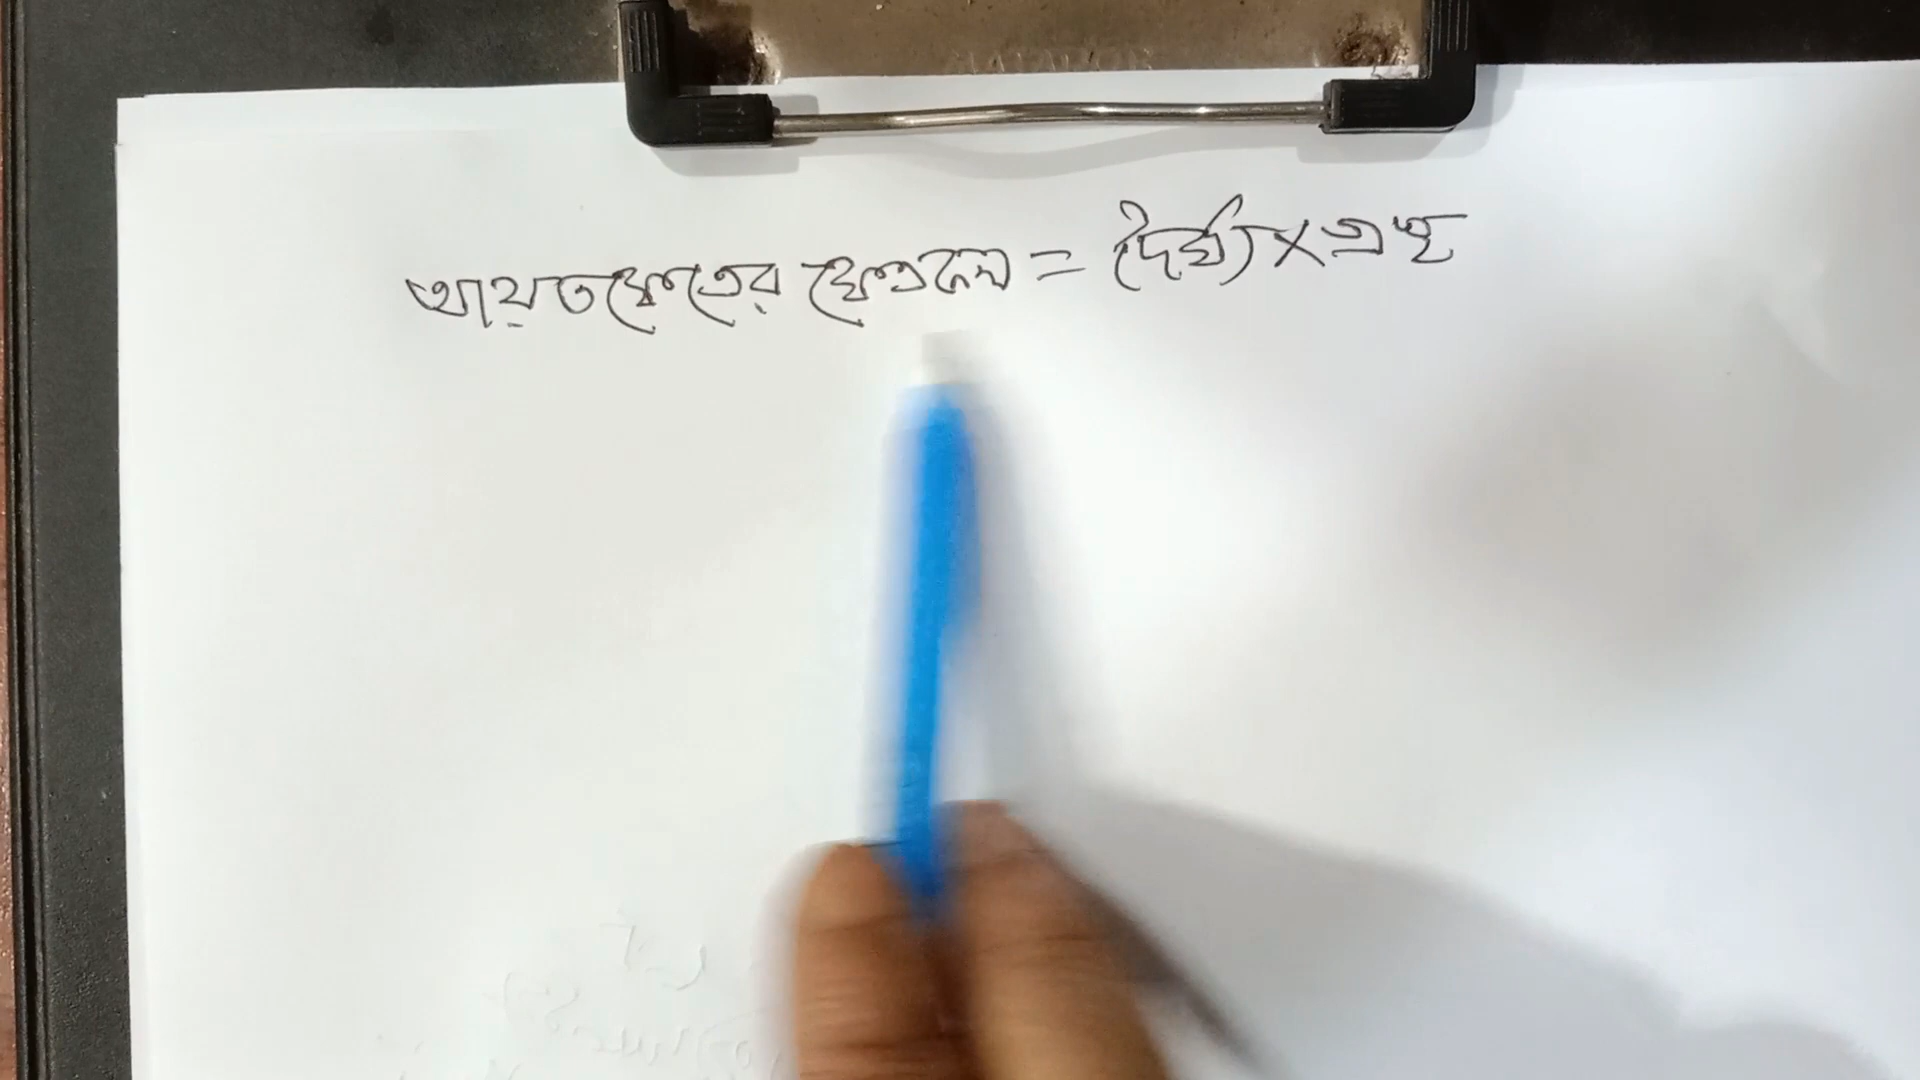 আয়তক্ষেত্রের ক্ষেত্রফল = দৈর্ঘ্য × প্রস্থ